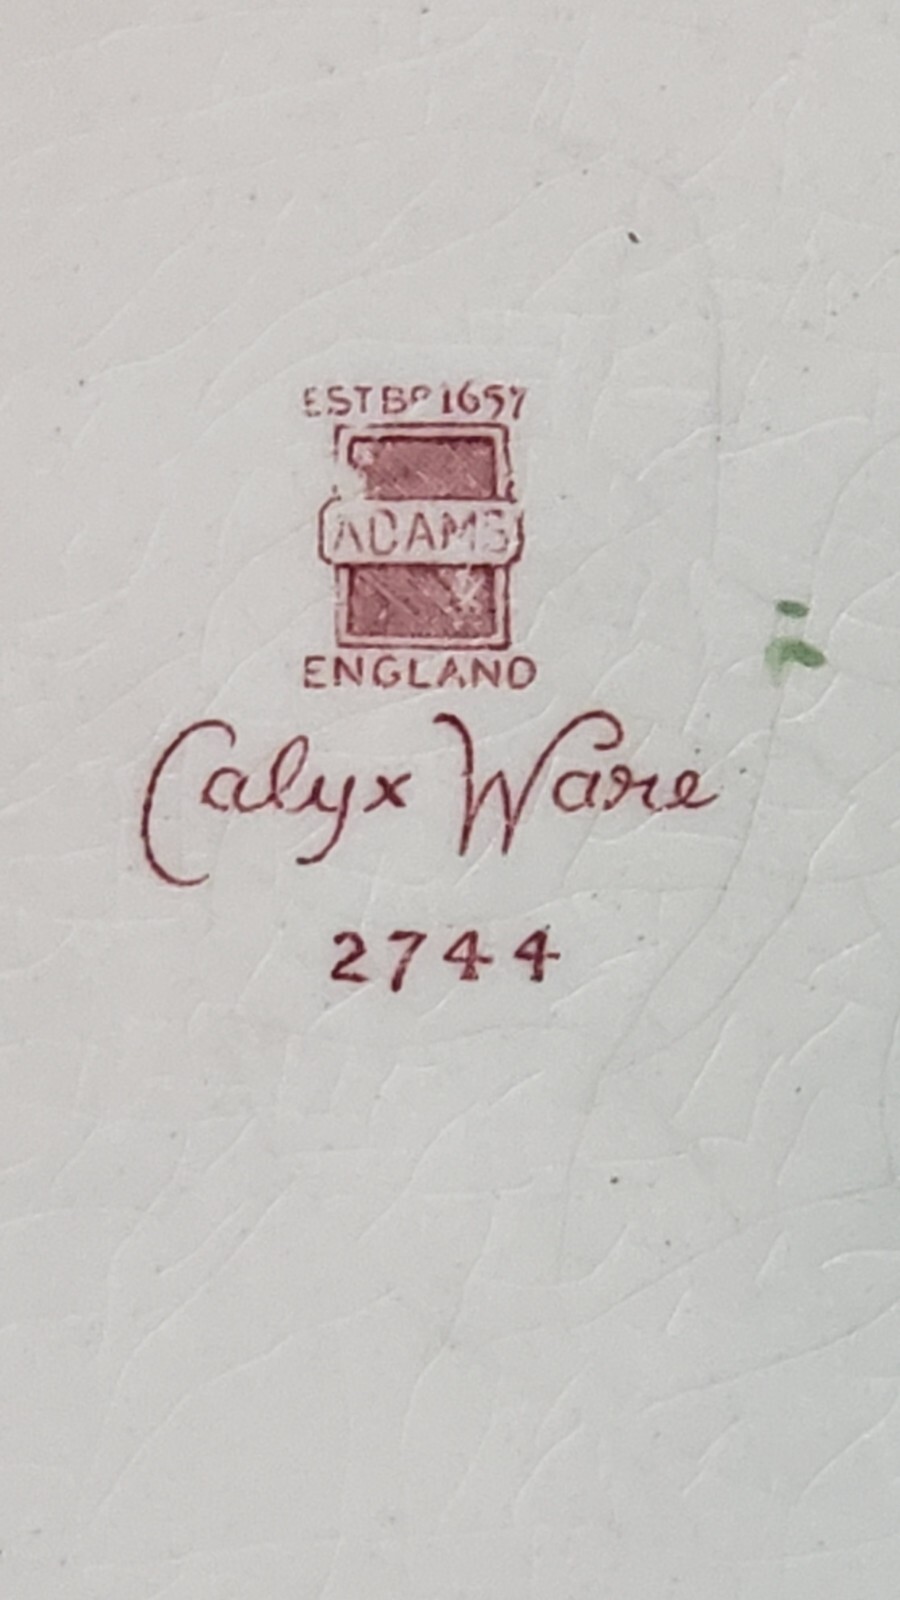 ESTBD 1657
ADAMS
ENGLAND
Calyx Ware
2744